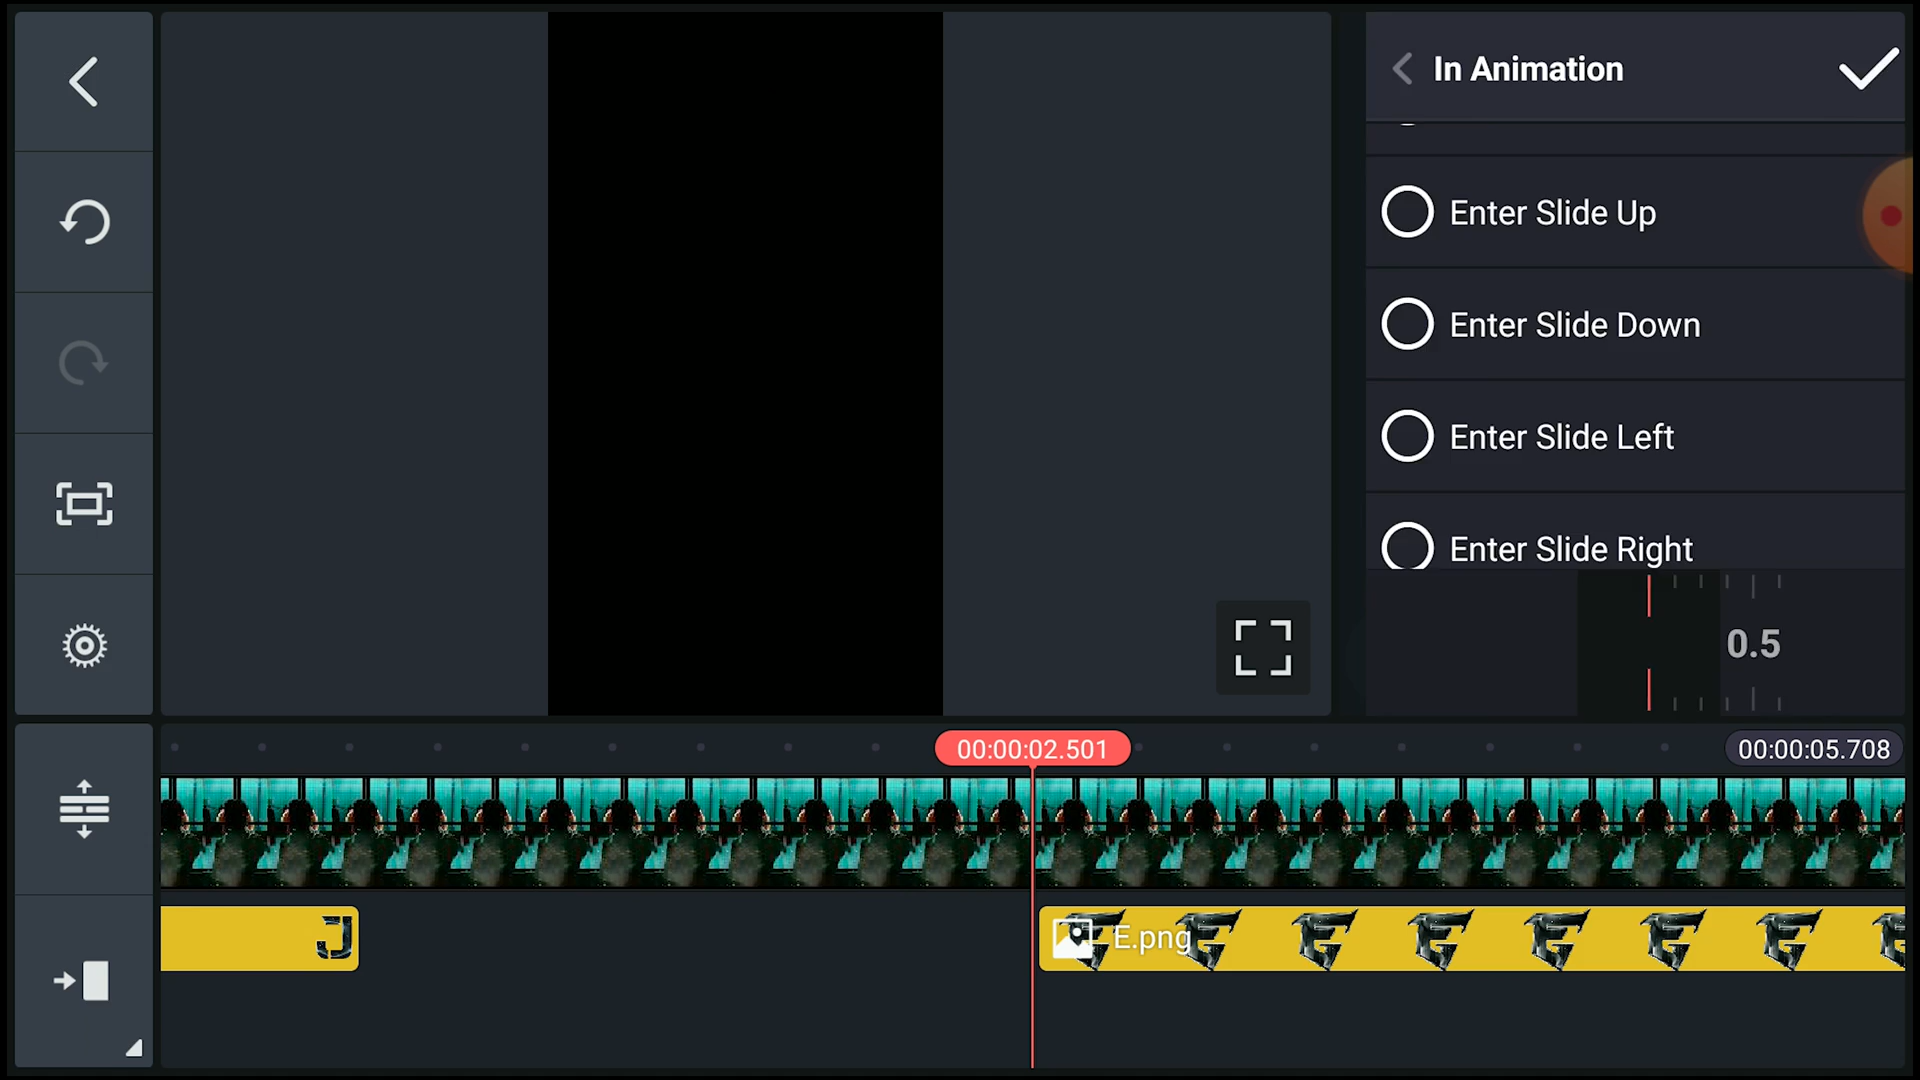 In Animation
Enter Slide Up
Enter Slide Down
Enter Slide Left
Enter Slide Right
0.5
00:00:02.501
00:00:05.708
J
E.png